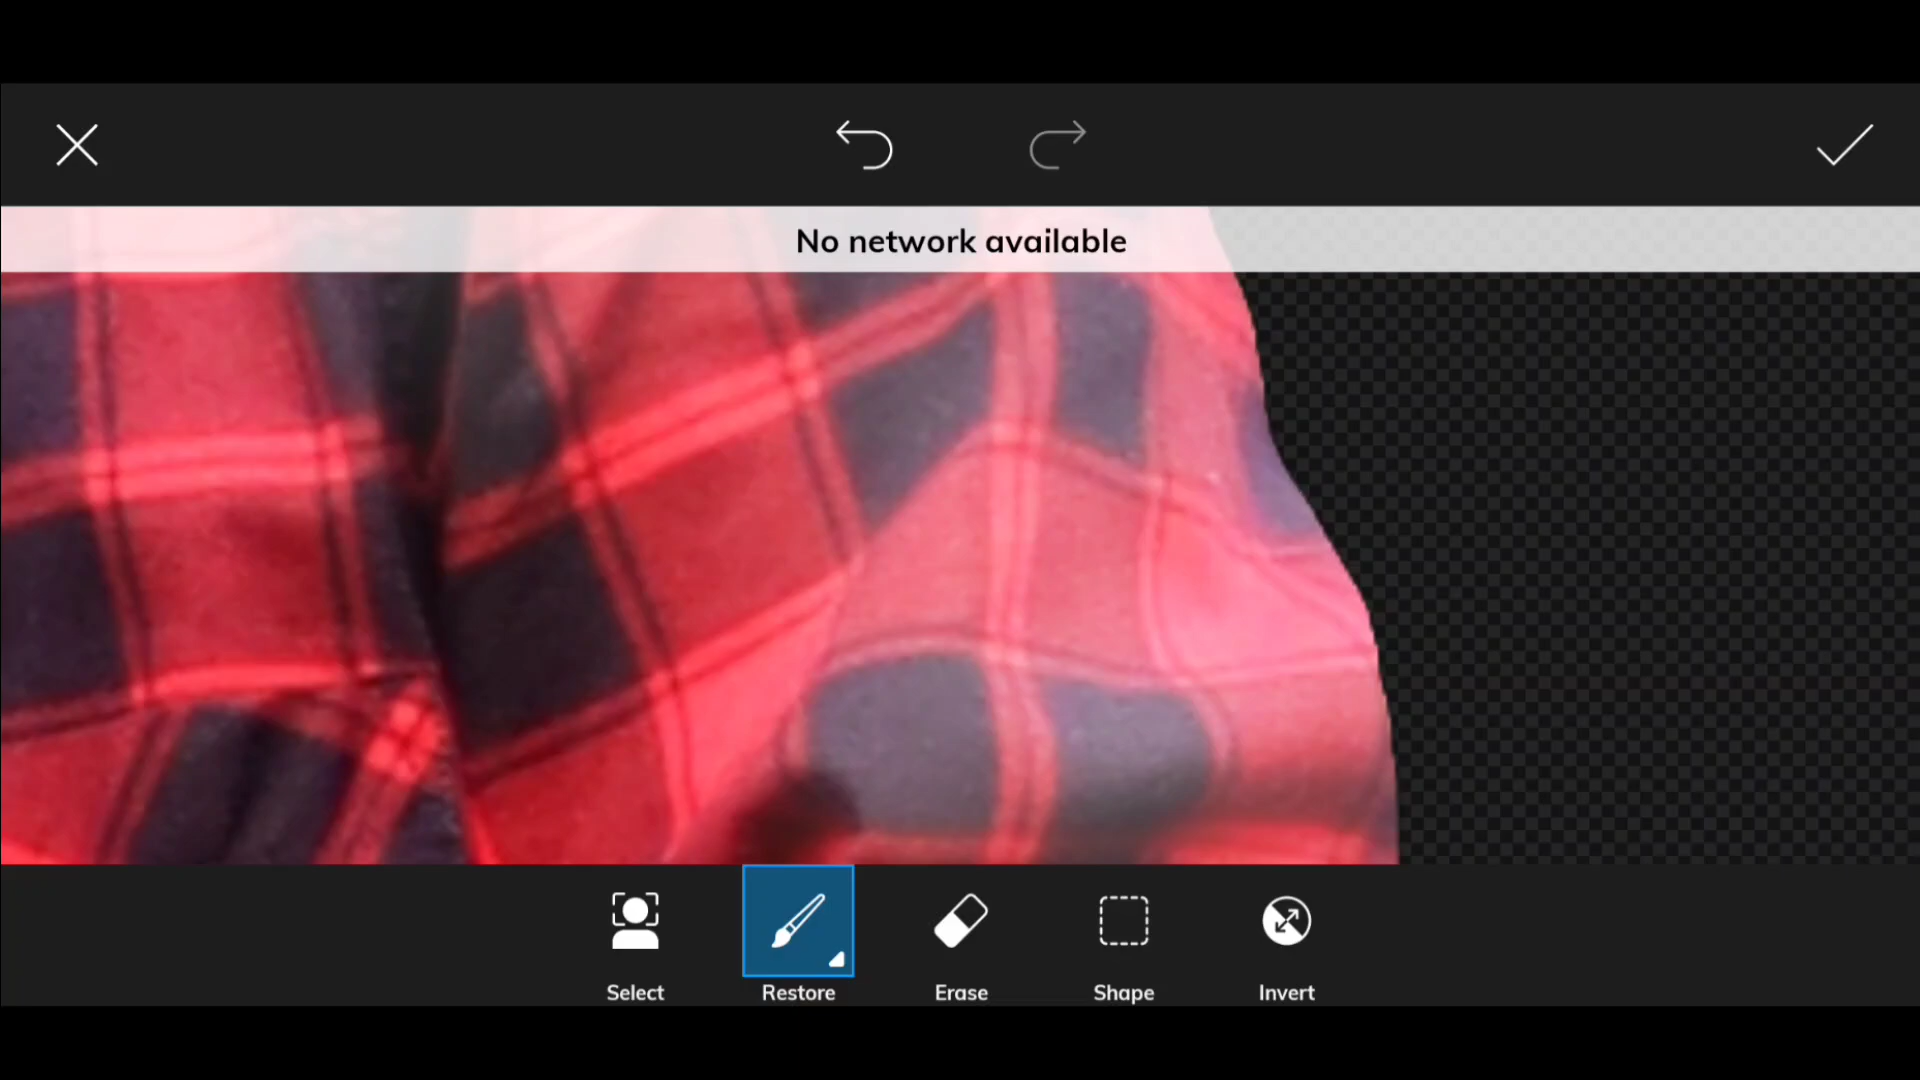 No network available
Select
Restore
Erase
Shape
Invert